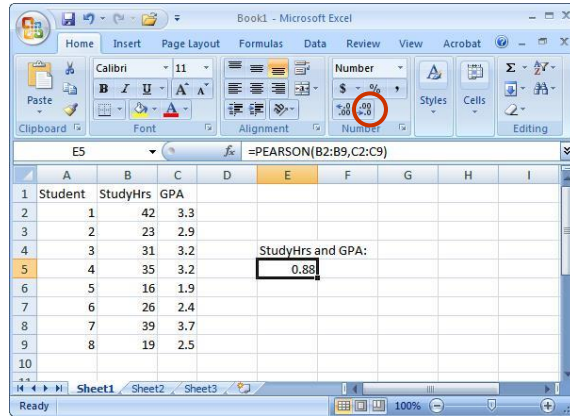 Book1 - Microsoft Excel
Home Insert Page Layout Formulas Data Review View Acrobat
Paste
Calibri 11
B I U A A
A
Number
$ % ,
.00 .0
.00
Styles
Cells
Σ
Clipboard Font Alignment Number Editing
E5 fx =PEARSON(B2:B9,C2:C9)
A B C D E F G H I
1 Student StudyHrs GPA
2 1 42 3.3
3 2 23 2.9
4 3 31 3.2 StudyHrs and GPA:
5 4 35 3.2 0.88
6 5 16 1.9
7 6 26 2.4
8 7 39 3.7
9 8 19 2.5
10
Sheet1 Sheet2 Sheet3
Ready 100%